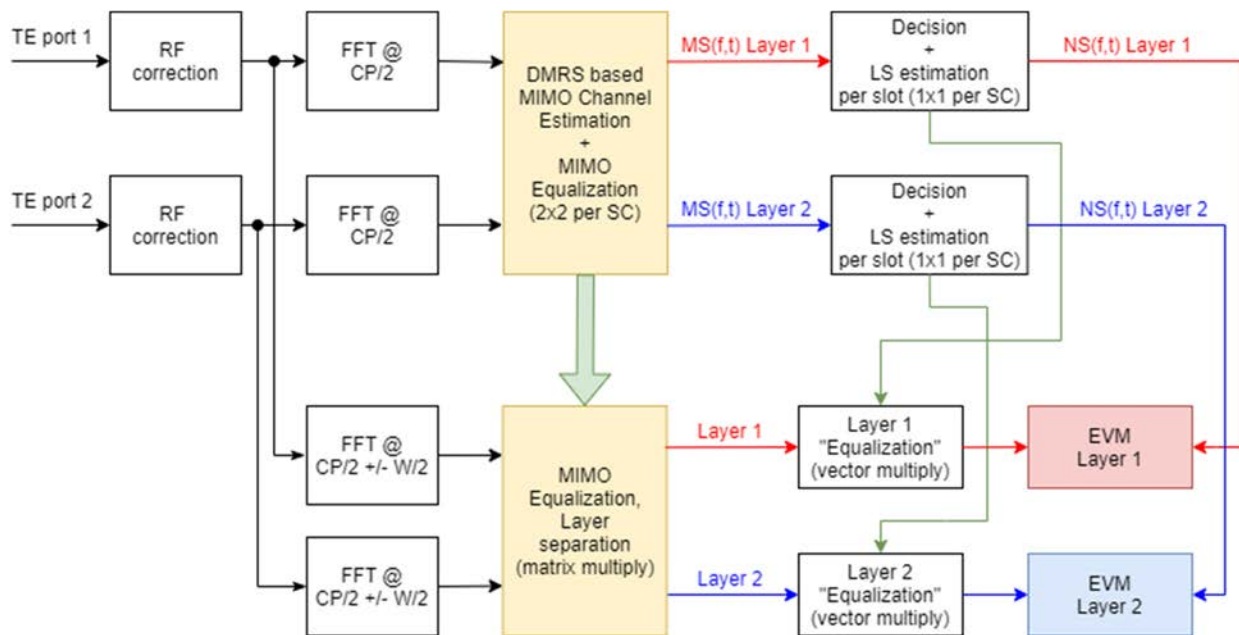 TE port 1
RF
correction
FFT @
CP/2
DMRS based
MIMO Channel
Estimation
+
MIMO
Equalization
(2x2 per SC)
MS(f,t) Layer 1
Decision
+
LS estimation
per slot (1x1 per SC)
NS(f,t) Layer 1
TE port 2
RF
correction
FFT @
CP/2
MS(f,t) Layer 2
Decision
+
LS estimation
per slot (1x1 per SC)
NS(f,t) Layer 2
FFT @
CP/2 +/- W/2
MIMO
Equalization,
Layer
separation
(matrix multiply)
Layer 1
Layer 1
"Equalization"
(vector multiply)
EVM
Layer 1
FFT @
CP/2 +/- W/2
Layer 2
Layer 2
"Equalization"
(vector multiply)
EVM
Layer 2